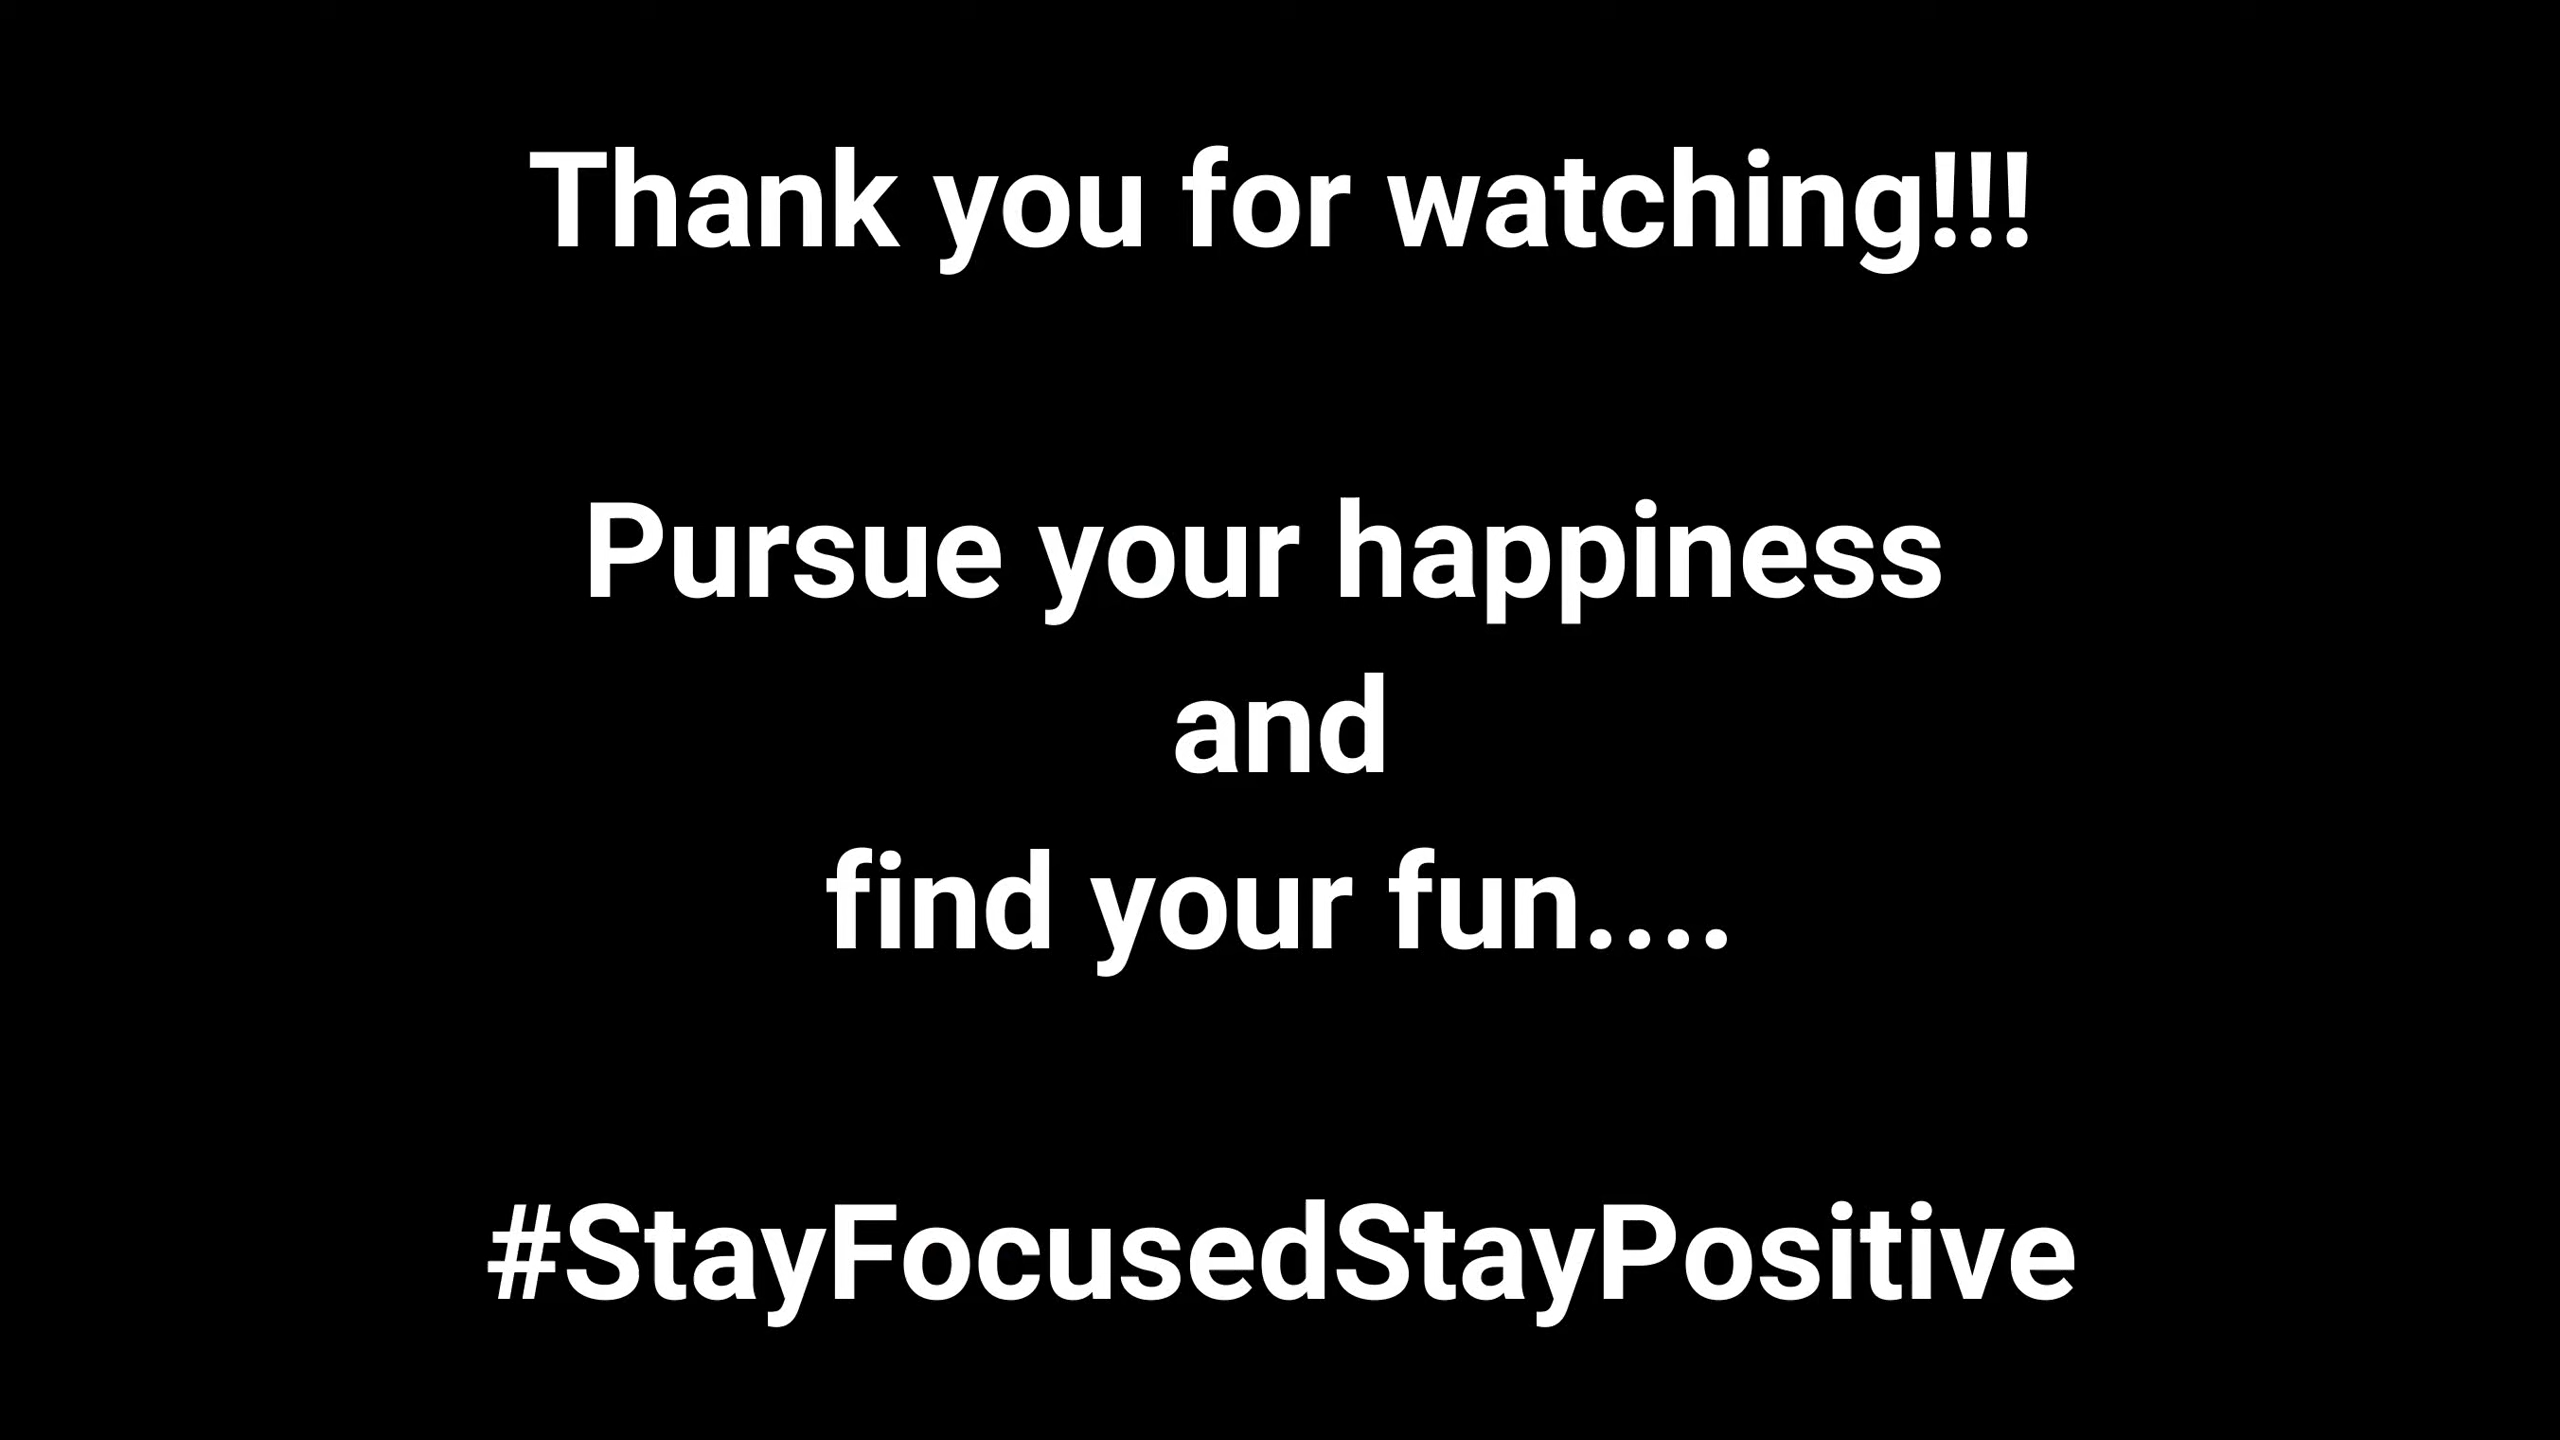 Thank you for watching!!!
Pursue your happiness
and
find your fun....
#StayFocusedStayPositive